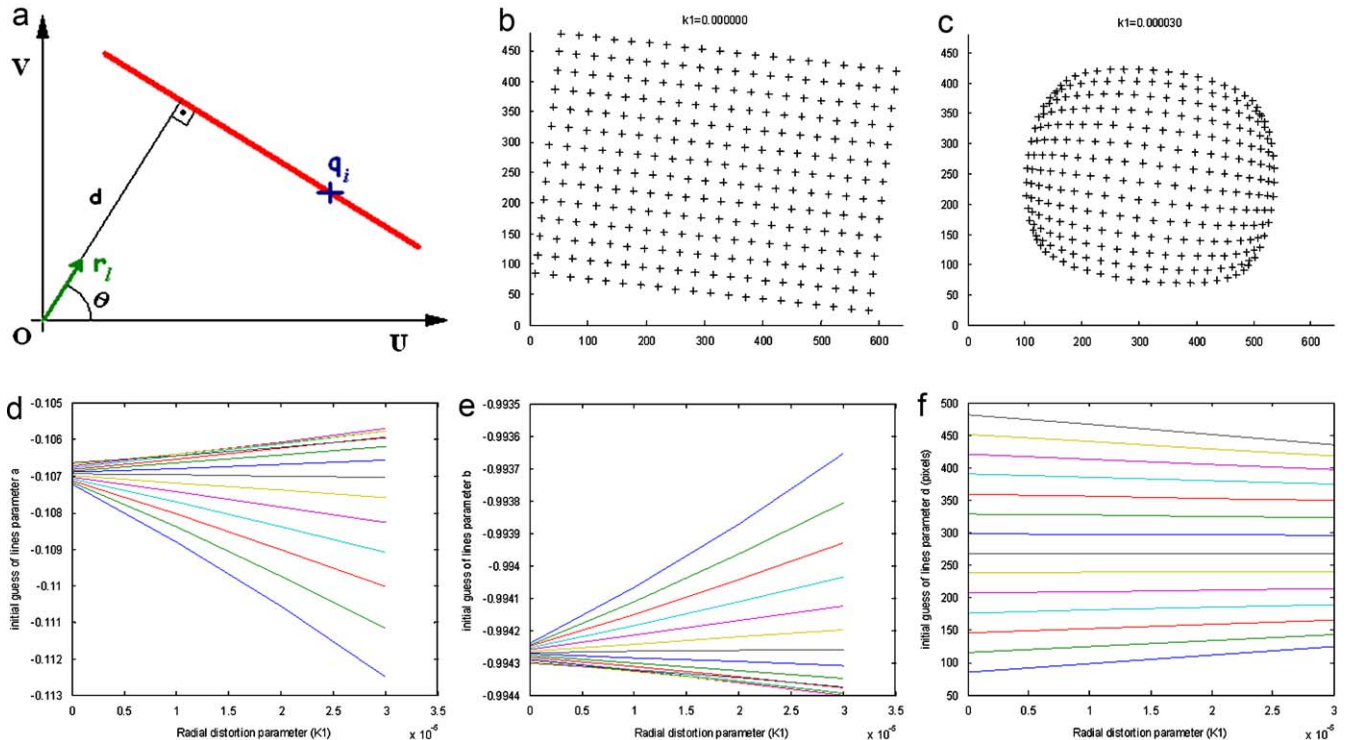 a
V
d
q i
r l
θ
O
U
b
k1=0.000000
450
400
350
300
250
200
150
100
50
0
0 100 200 300 400 500 600
c
k1=0.000030
450
400
350
300
250
200
150
100
50
0
0 100 200 300 400 500 600
d
initial guess of lines parameter a
-0.105
-0.106
-0.107
-0.108
-0.109
-0.11
-0.111
-0.112
-0.113
0 0.5 1 1.5 2 2.5 3 3.5
Radial distortion parameter (K1)
x 10 -5
e
initial guess of lines parameter b
-0.9935
-0.9936
-0.9937
-0.9938
-0.9939
-0.994
-0.9941
-0.9942
-0.9943
-0.9944
0 0.5 1 1.5 2 2.5 3 3.5
Radial distortion parameter (K1)
x 10 -5
f
initial guess of lines parameter d (pixels)
500
450
400
350
300
250
200
150
100
50
0 0.5 1 1.5 2 2.5 3
Radial distortion parameter (K1)
x 10 -5